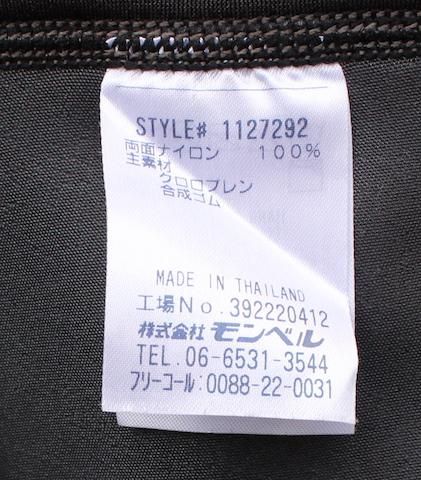 STYLE# 1127292
両面ナイロン 100%
主素材
クロロプレン
合成ゴム
MADE IN THAILAND
工場No. 392220412
株式会社 モンベル
TEL. 06-6531-3544
フリーコール:0088-22-0031